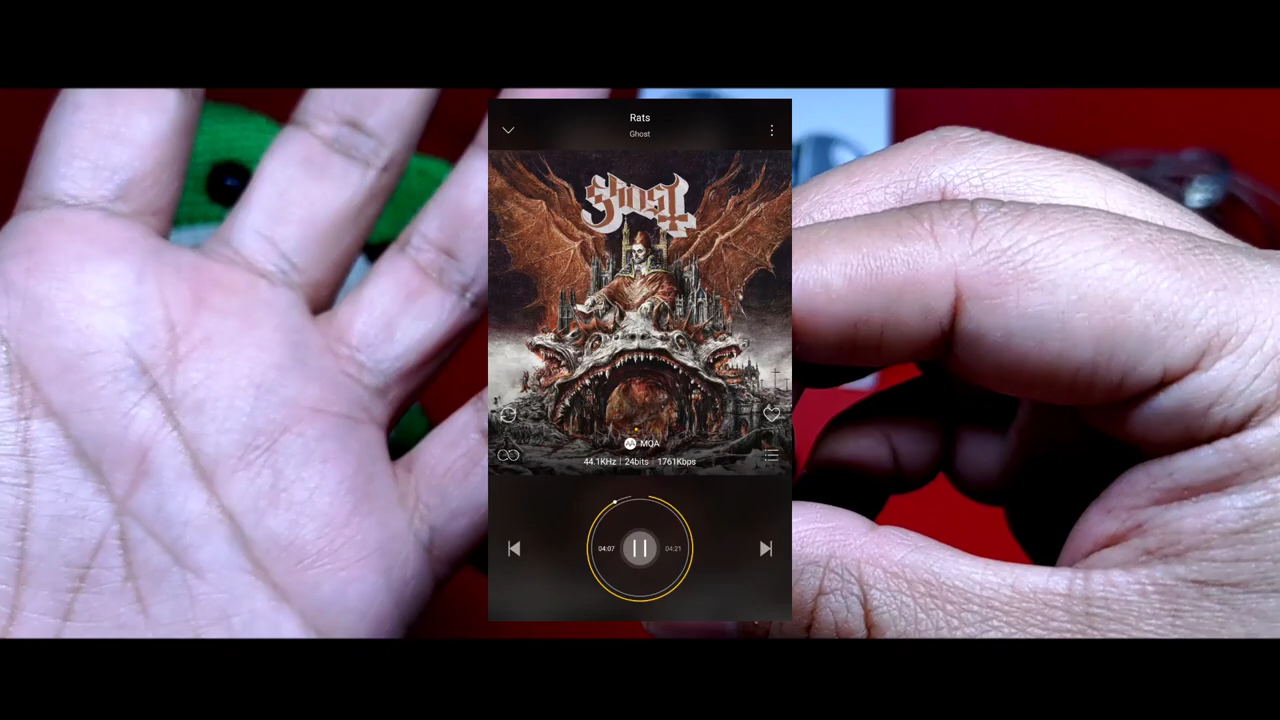 Rats
Ghost
Ghost
MQA
44.1KHz | 24bits | 1761Kbps
04:07
04:21